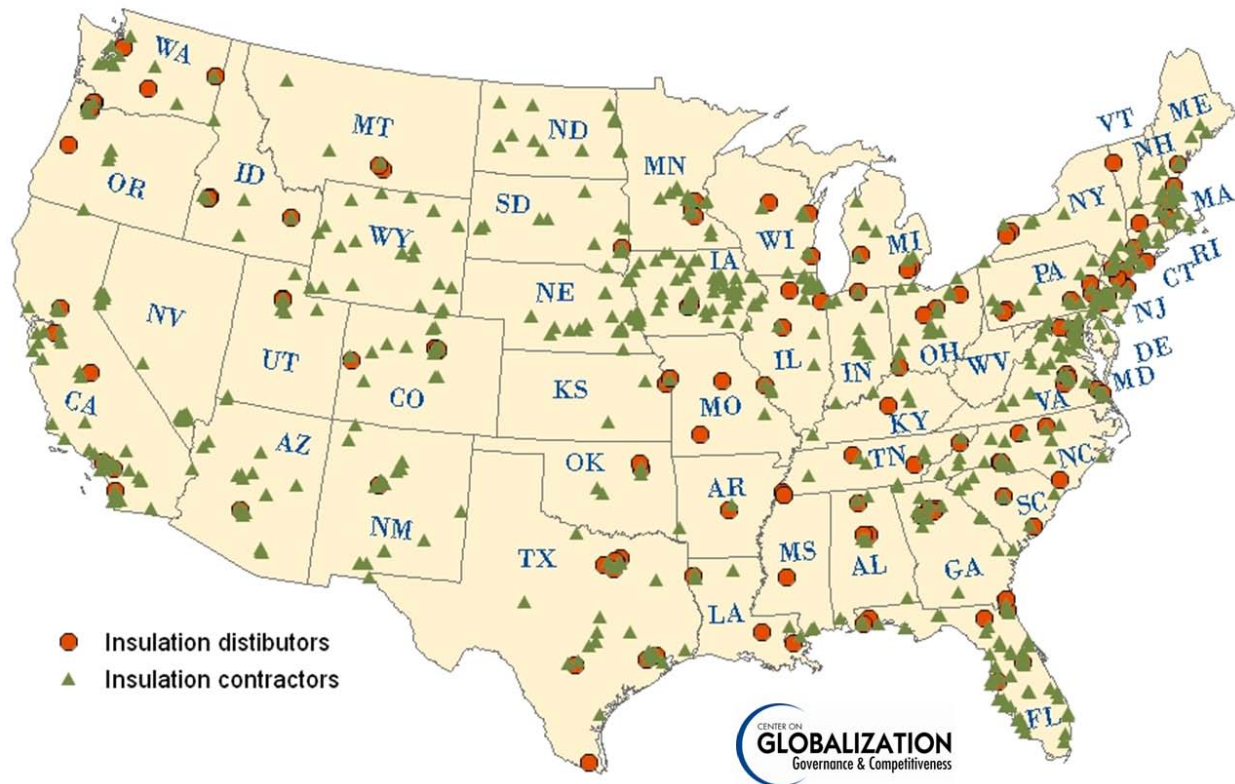 WA
MT
ND
MN
VT
ME
NH
OR
ID
SD
WI
MI
NY
MA
WY
IA
RI
NE
PA
CT
NV
NJ
UT
CO
IL
IN
OH
WV
DE
CA
KS
MO
KY
VA
MD
AZ
OK
TN
NC
NM
AR
SC
TX
MS
AL
GA
LA
FL
Insulation distibutors
Insulation contractors
CENTER ON
GLOBALIZATION
Governance & Competitiveness